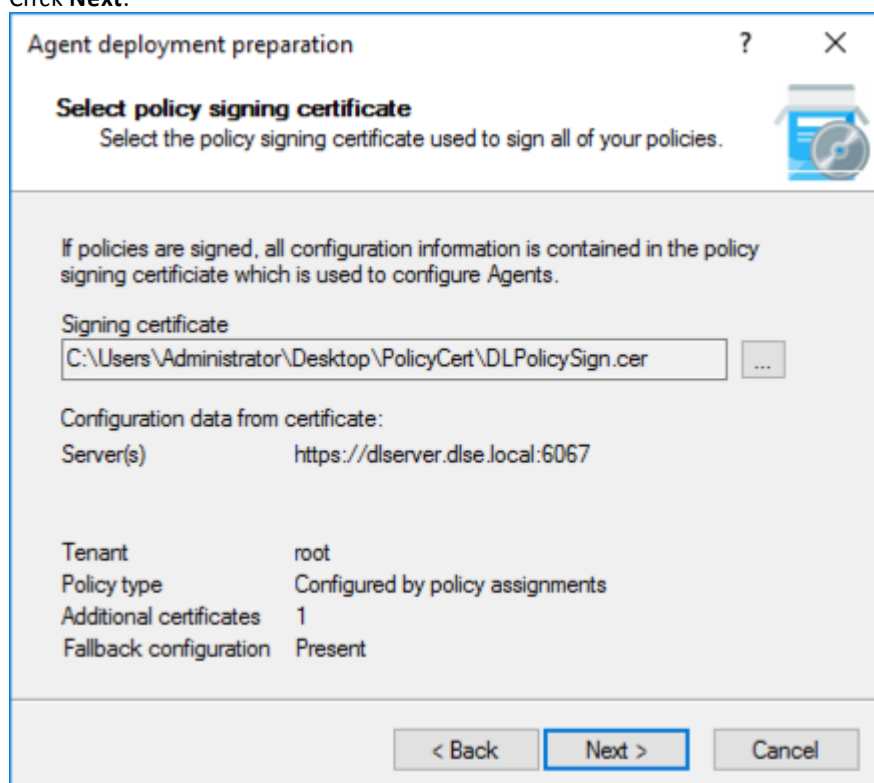 Click Next.
Agent deployment preparation ? ×
Select policy signing certificate
Select the policy signing certificate used to sign all of your policies.
If policies are signed, all configuration information is contained in the policy
signing certificiate which is used to configure Agents.
Signing certificate
C:\Users\Administrator\Desktop\PolicyCert\DLPolicySign.cer ...
Configuration data from certificate:
Server(s) https://dlserver.dlse.local:6067
Tenant root
Policy type Configured by policy assignments
Additional certificates 1
Fallback configuration Present
< Back Next > Cancel